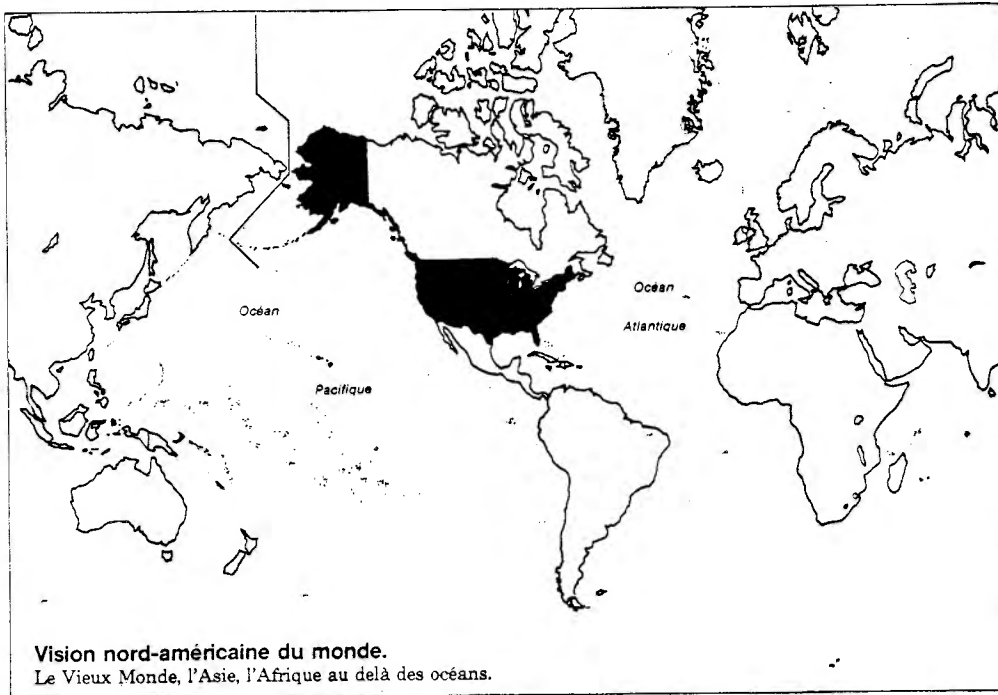 Océan
Atlantique
Océan
Pacifique
Vision nord-américaine du monde.
Le Vieux Monde, l'Asie, l'Afrique au delà des océans.